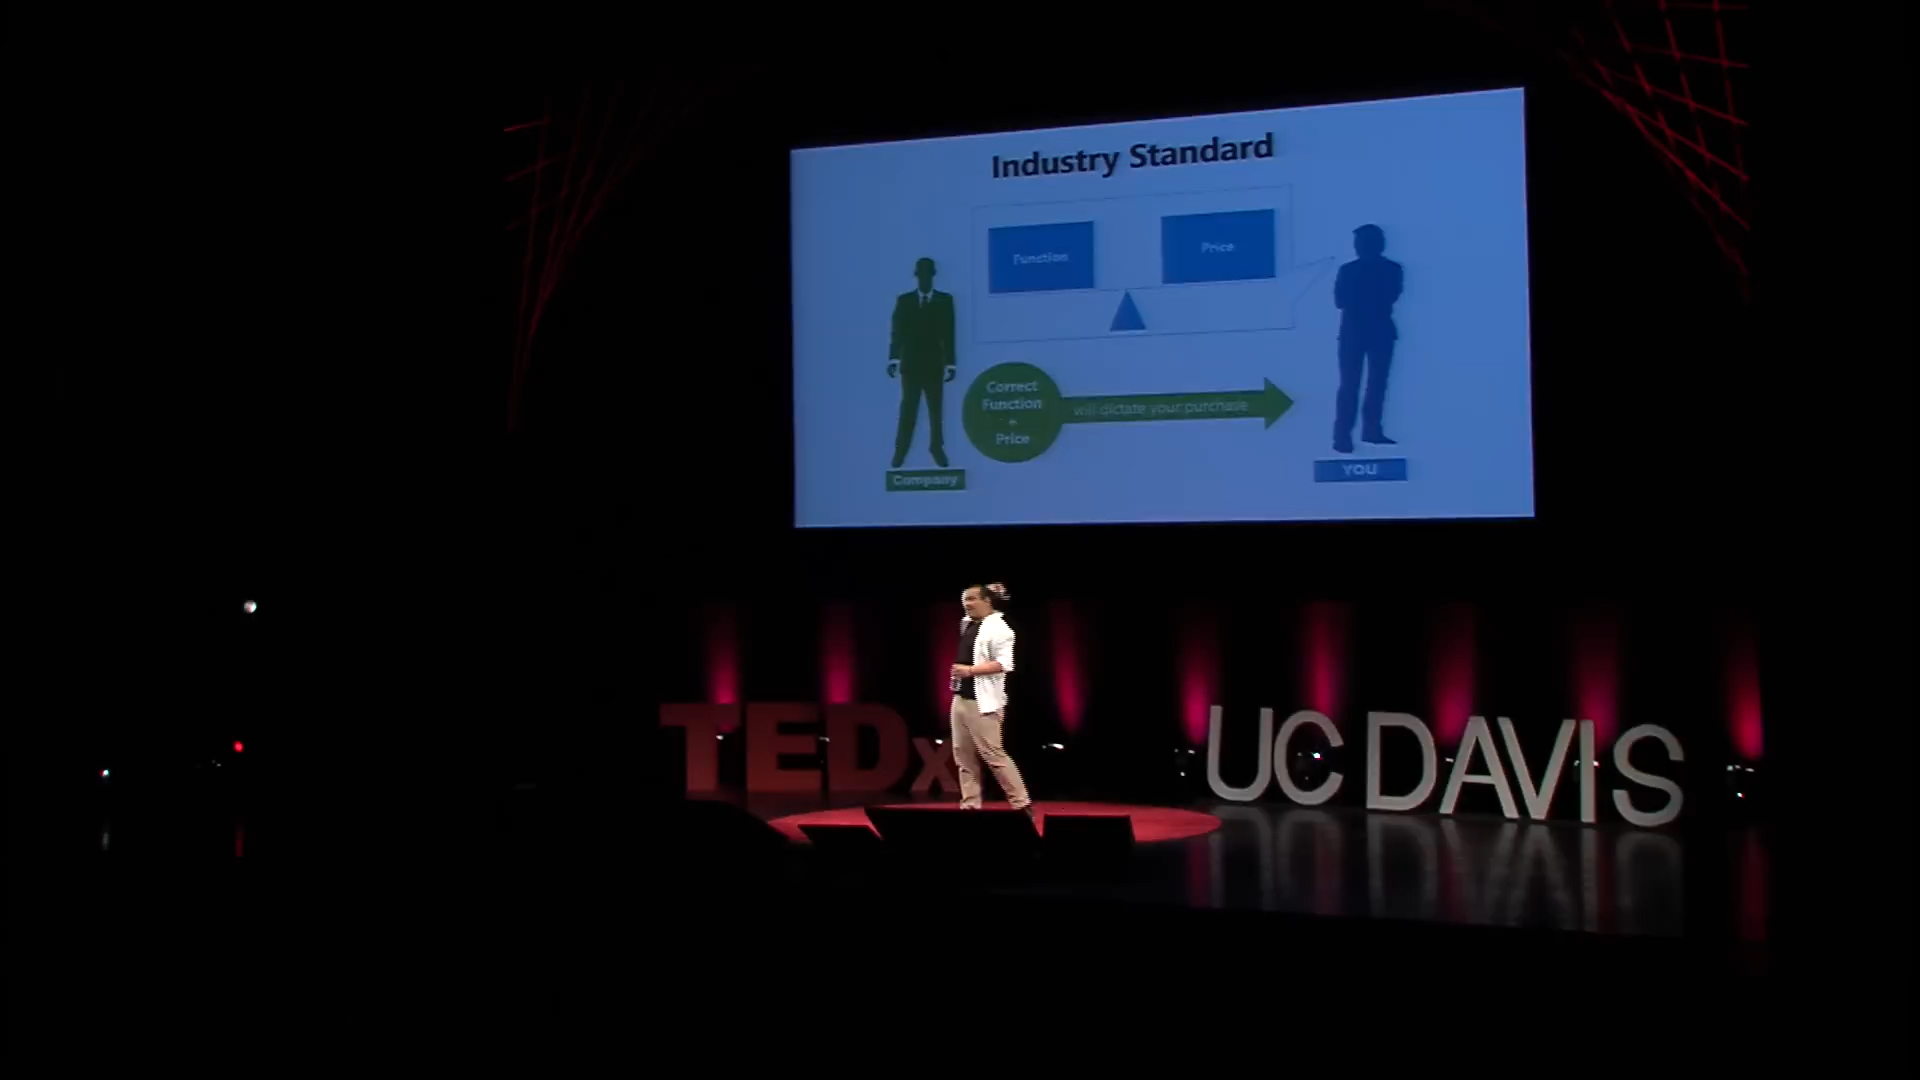 Industry Standard
Function
Price
Correct
Function
+
Price
will dictate your purchase
Company
YOU
TEDx
UC DAVIS